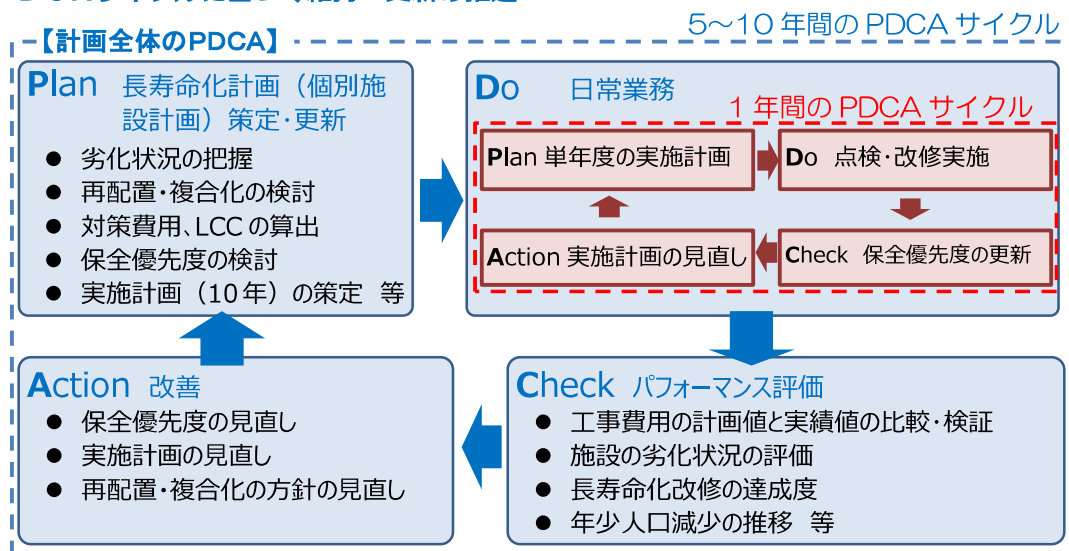 5～10 年間の PDCA サイクル
【計画全体のPDCA】
Plan 長寿命化計画（個別施
設計画）策定・更新
● 劣化状況の把握
● 再配置・複合化の検討
● 対策費用、LCC の算出
● 保全優先度の検討
● 実施計画（10 年）の策定 等
Do 日常業務
1 年間の PDCA サイクル
Plan 単年度の実施計画
Do 点検・改修実施
Action 実施計画の見直し
Check 保全優先度の更新
Action 改善
● 保全優先度の見直し
● 実施計画の見直し
● 再配置・複合化の方針の見直し
Check パフォーマンス評価
● 工事費用の計画値と実績値の比較・検証
● 施設の劣化状況の評価
● 長寿命化改修の達成度
● 年少人口減少の推移 等